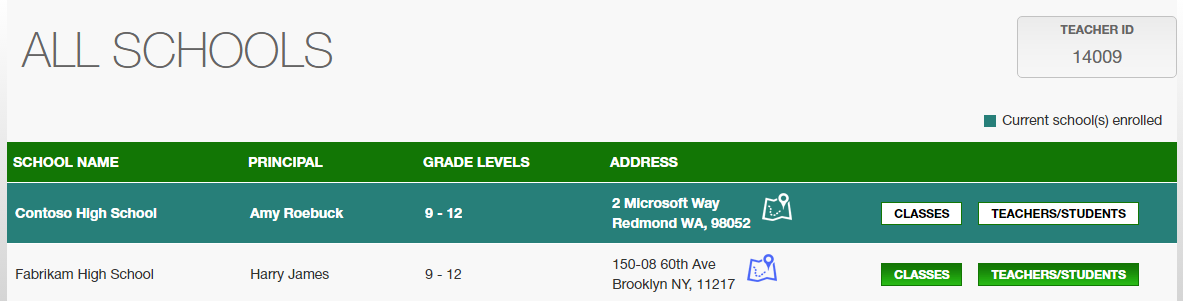 ALL SCHOOLS
TEACHER ID
14009
Current school(s) enrolled
SCHOOL NAME PRINCIPAL GRADE LEVELS ADDRESS
Contoso High School Amy Roebuck 9 - 12 2 Microsoft Way
Redmond WA, 98052 CLASSES TEACHERS/STUDENTS
Fabrikam High School Harry James 9 - 12 150-08 60th Ave
Brooklyn NY, 11217 CLASSES TEACHERS/STUDENTS